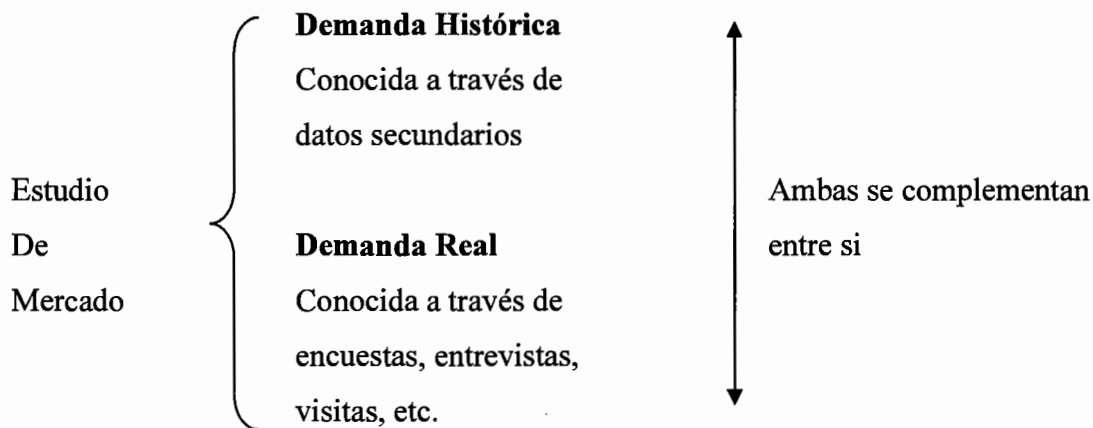 Demanda Histórica
Conocida a través de
datos secundarios
Estudio
De
Mercado
Demanda Real
Conocida a través de
encuestas, entrevistas,
visitas, etc.
Ambas se complementan
entre si